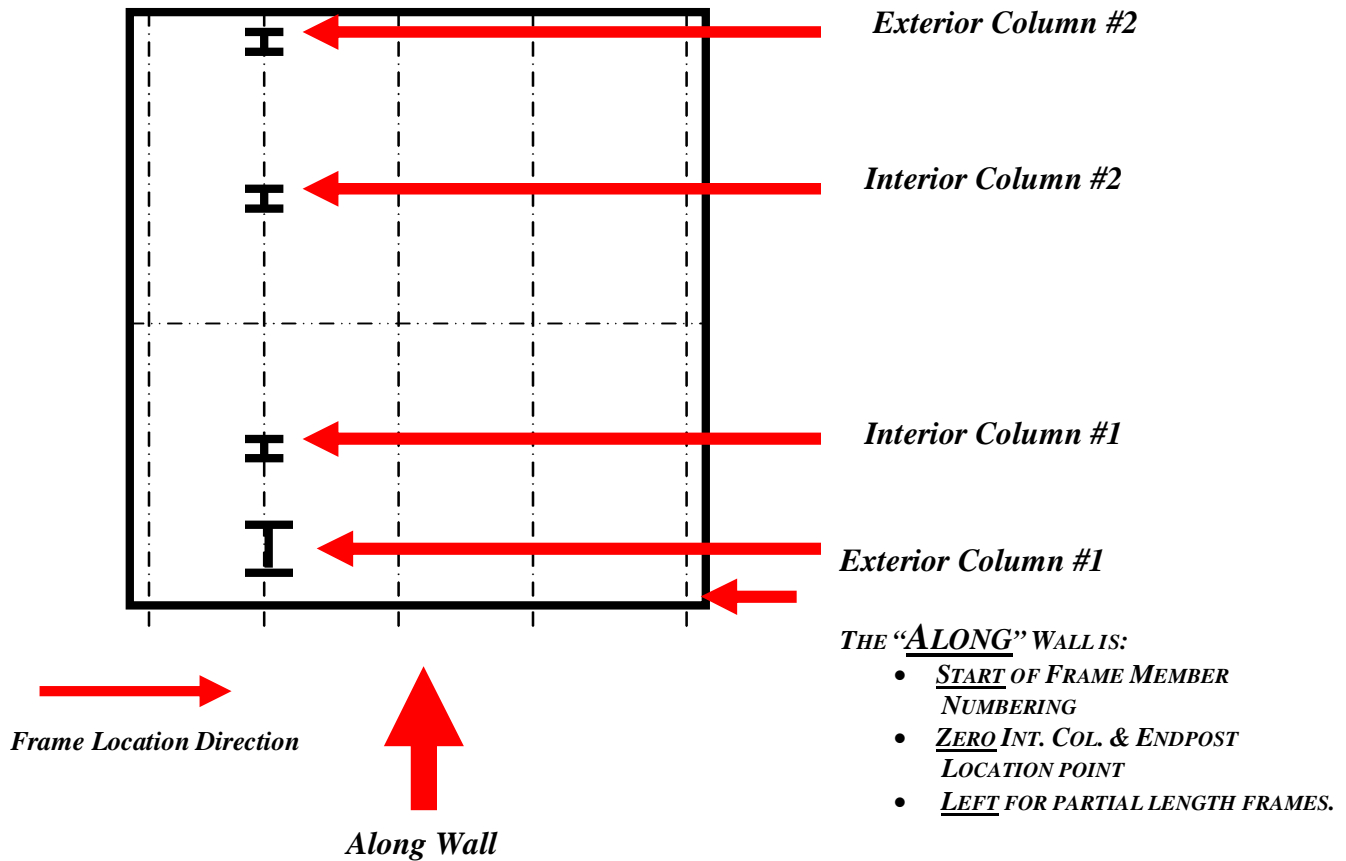 Exterior Column #2
Interior Column #2
Interior Column #1
Exterior Column #1
THE “ALONG” WALL IS:
• START OF FRAME MEMBER
NUMBERING
• ZERO INT. COL. & ENDPOST
LOCATION POINT
• LEFT FOR PARTIAL LENGTH FRAMES.
Frame Location Direction
Along Wall